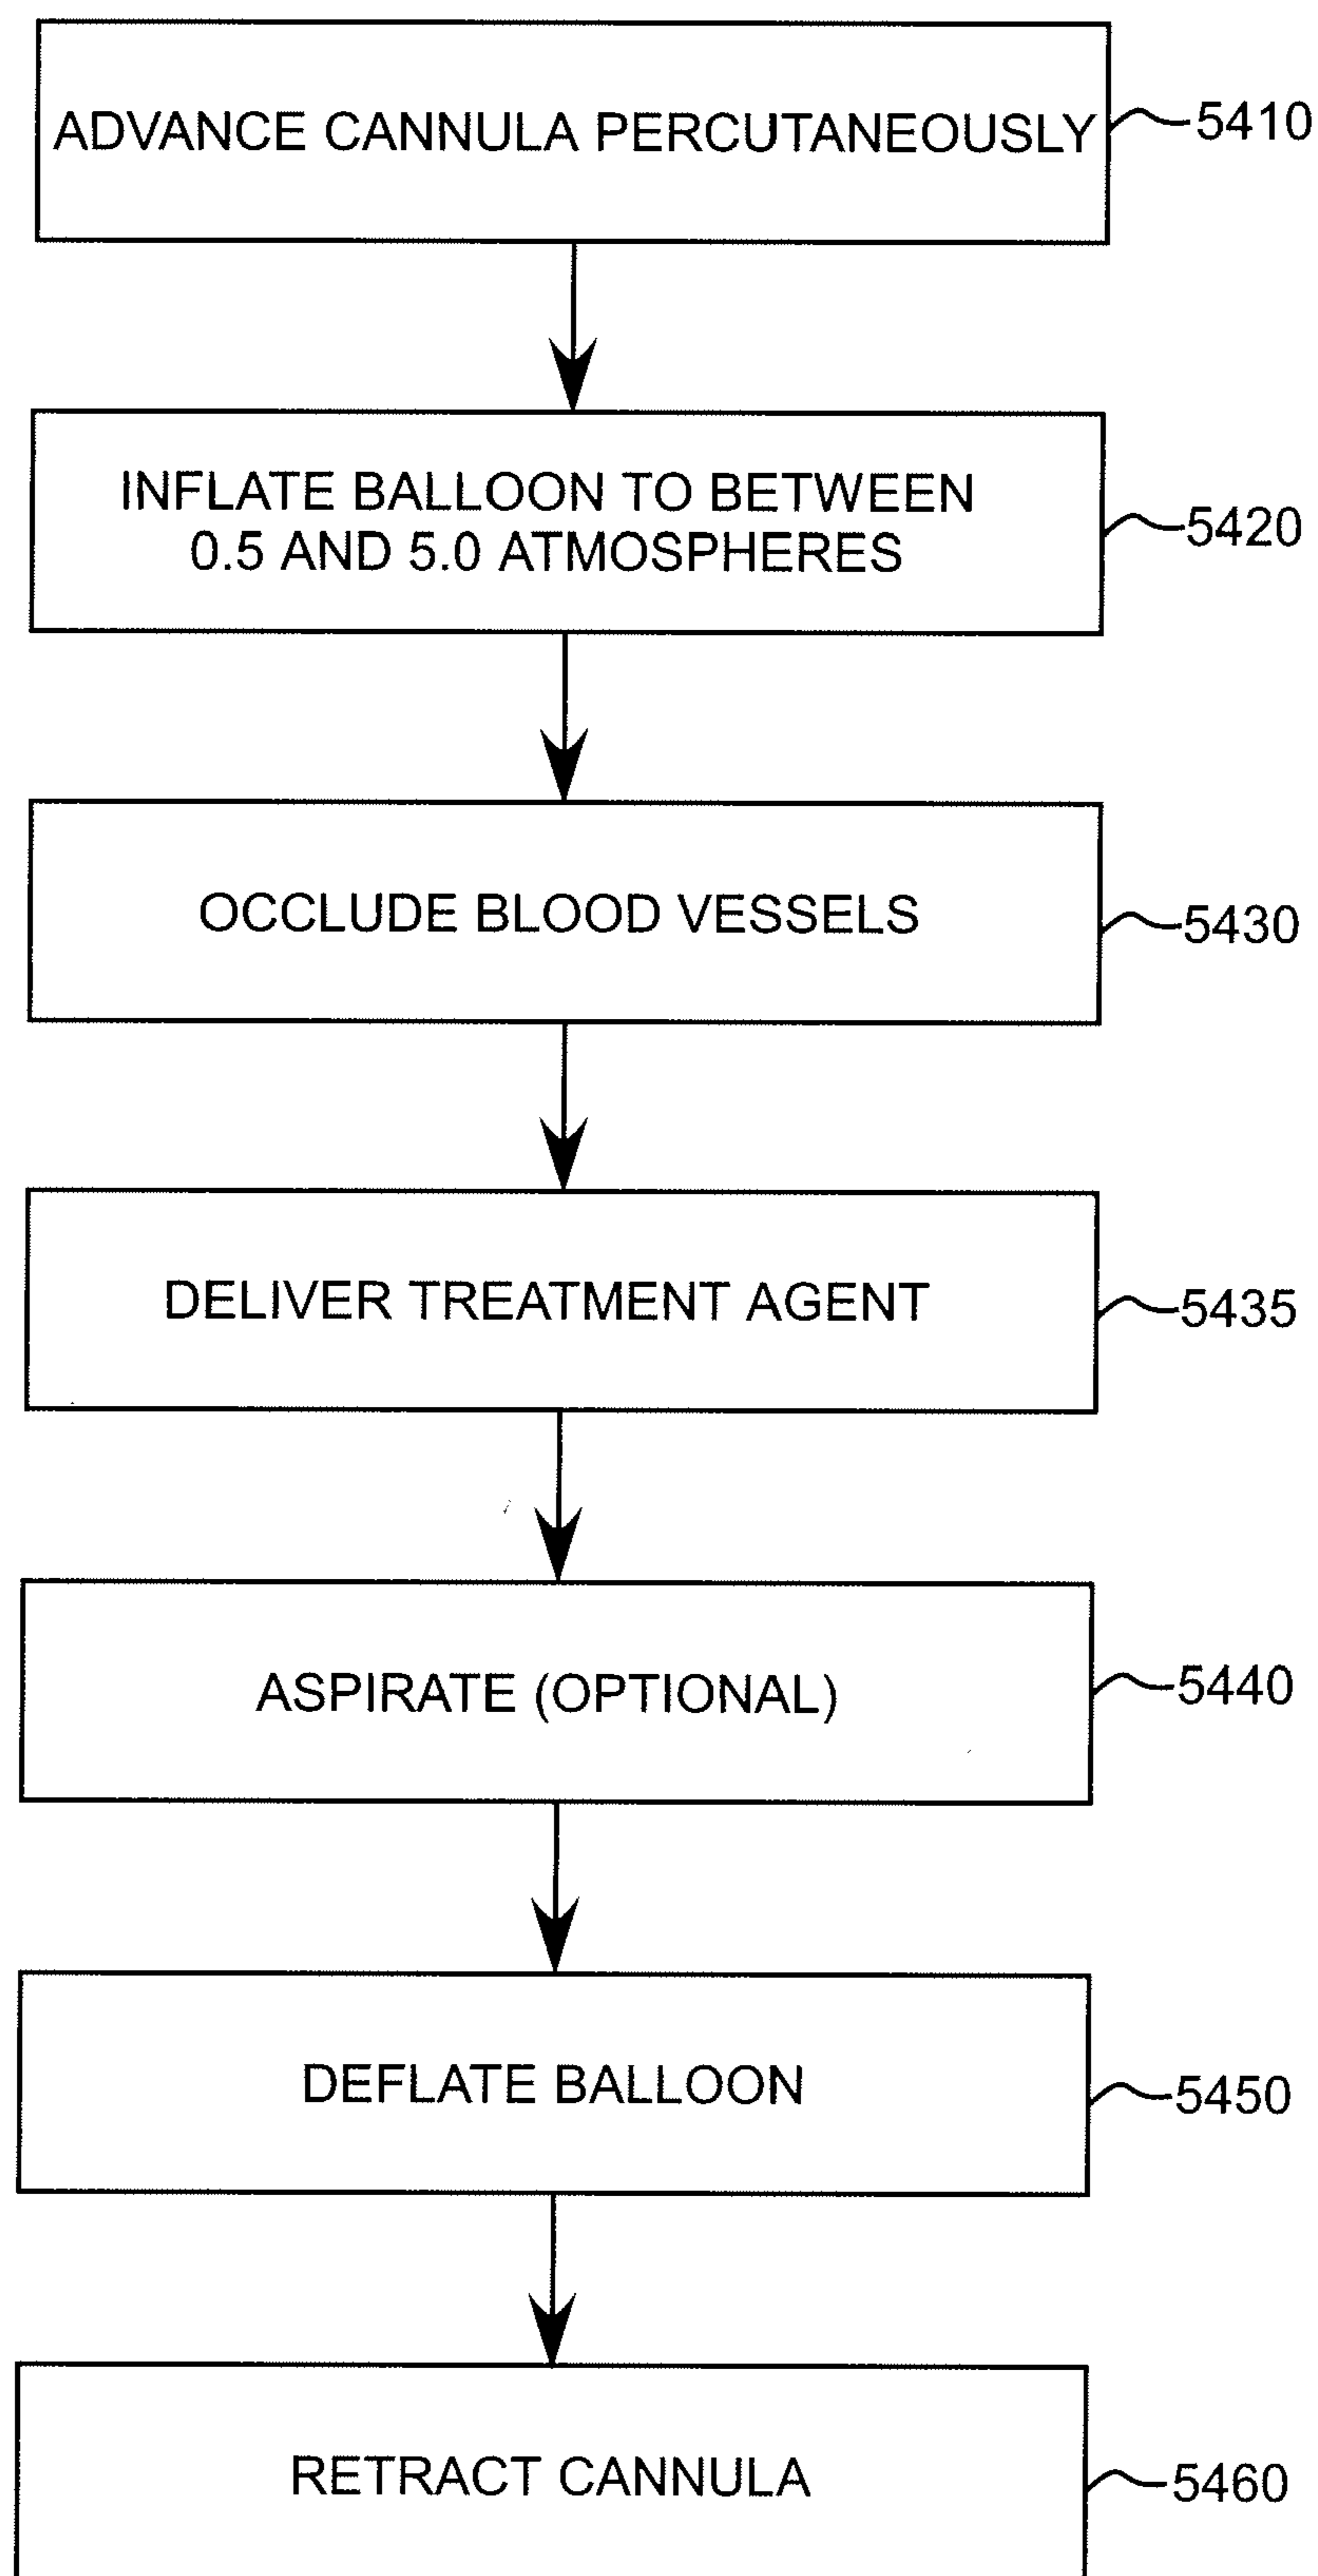 ADVANCE CANNULA PERCUTANEOUSLY
5410
INFLATE BALLOON TO BETWEEN
0.5 AND 5.0 ATMOSPHERES
5420
OCCLUDE BLOOD VESSELS
5430
DELIVER TREATMENT AGENT
5435
ASPIRATE (OPTIONAL)
5440
DEFLATE BALLOON
5450
RETRACT CANNULA
5460